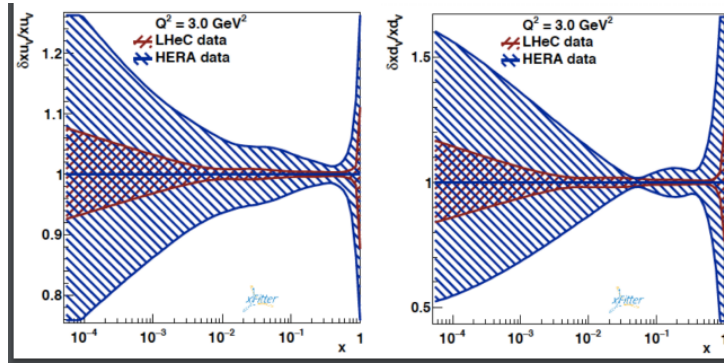 δxu_v/xu_v
Q² = 3.0 GeV²
LHeC data
HERA data
1.2
1.1
1
0.9
0.8
xFitter
10⁻⁴ 10⁻³ 10⁻² 10⁻¹ 1
x
δxd_v/xd_v
Q² = 3.0 GeV²
LHeC data
HERA data
1.5
1
0.5
xFitter
10⁻⁴ 10⁻³ 10⁻² 10⁻¹ 1
x